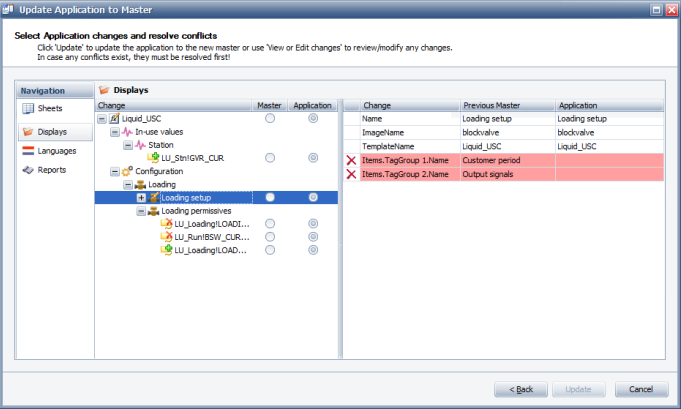 Update Application to Master
Select Application changes and resolve conflicts
Click 'Update' to update the application to the new master or use 'View or Edit changes' to review/modify any changes.
In case any conflicts exist, they must be resolved first!
Navigation
Sheets
Displays
Languages
Reports
Displays
Change Master Application
Liquid_USC
In-use values
Station
LU_Stn!GVR_CUR
Configuration
Loading
Loading setup
Loading permissives
LU_Loading!LOADI...
LU_Run!BSW_CUR...
LU_Loading!LOAD...
Change Previous Master Application
Name Loading setup Loading setup
ImageName blockvalve blockvalve
TemplateName Liquid_USC Liquid_USC
Items.TagGroup 1.Name Customer period
Items.TagGroup 2.Name Output signals
< Back Update Cancel